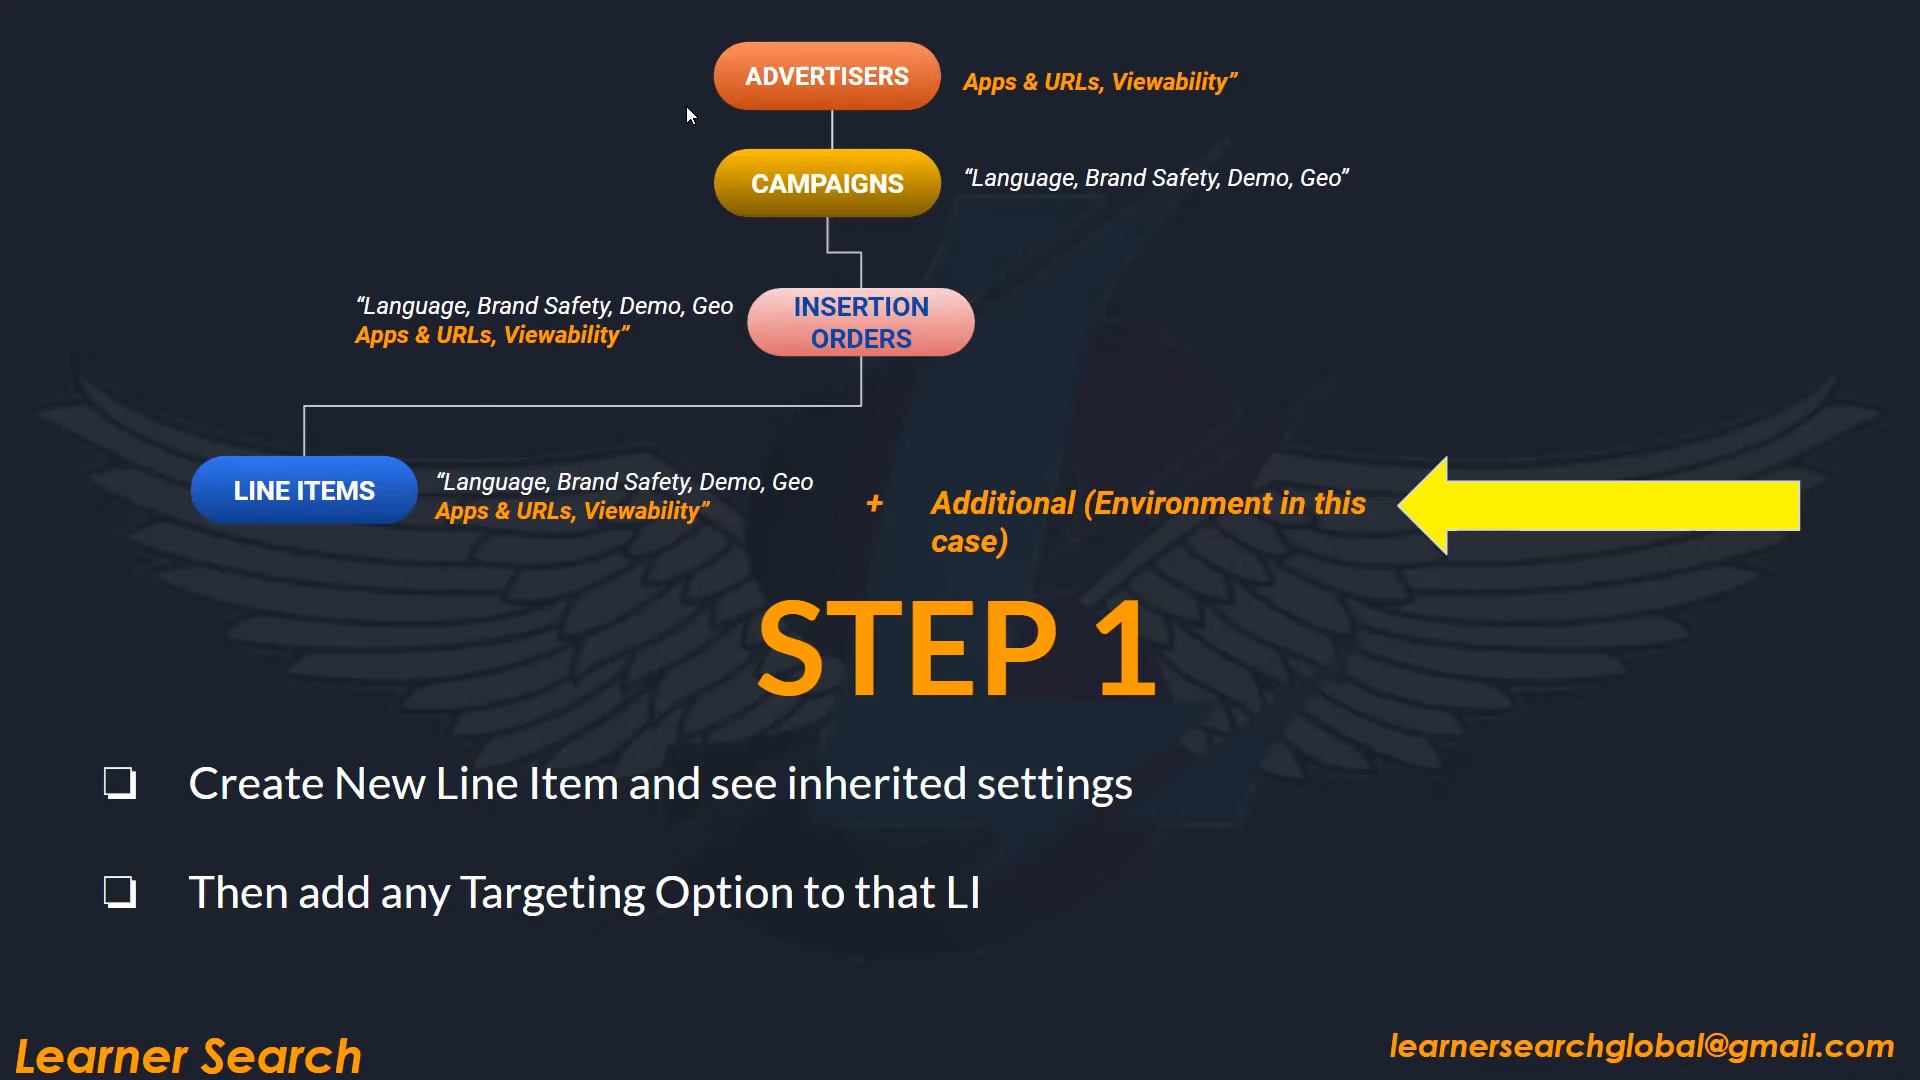 ADVERTISERS
Apps & URLs, Viewability”
CAMPAIGNS
“Language, Brand Safety, Demo, Geo”
“Language, Brand Safety, Demo, Geo
Apps & URLs, Viewability”
INSERTION
ORDERS
LINE ITEMS
“Language, Brand Safety, Demo, Geo
Apps & URLs, Viewability”
+
Additional (Environment in this
case)
STEP 1
❏ Create New Line Item and see inherited settings
❏ Then add any Targeting Option to that LI
Learner Search
learnersearchglobal@gmail.com